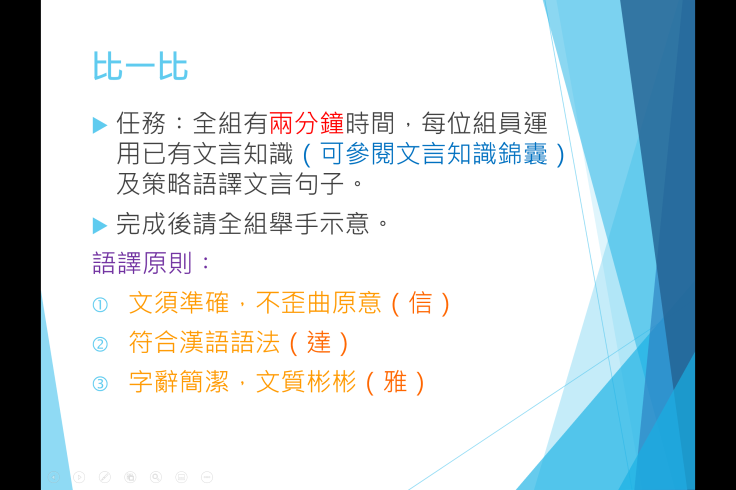 比一比
任務：全組有兩分鐘時間，每位組員運
用已有文言知識（可參閱文言知識錦囊）
及策略語譯文言句子。
完成後請全組舉手示意。
語譯原則：
① 文須準確，不歪曲原意（信）
② 符合漢語語法（達）
③ 字辭簡潔，文質彬彬（雅）